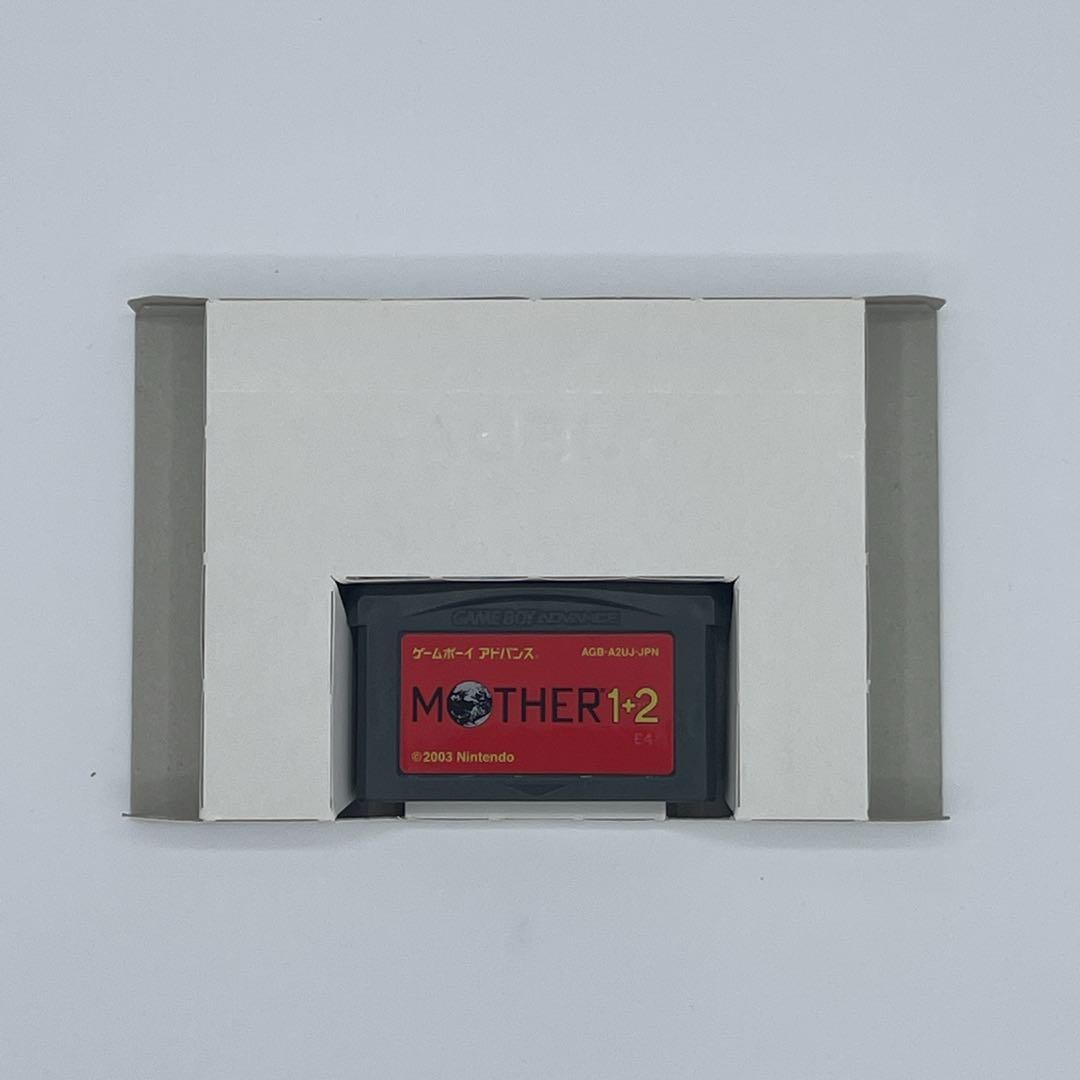 GAME BOY ADVANCE
ゲームボーイ アドバンス
AGB-A2UJ-JPN
MOTHER 1+2
E4
©2003 Nintendo